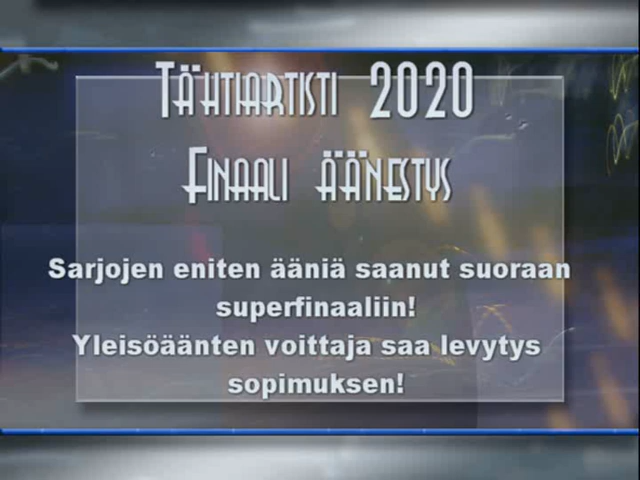 Tähtiartisti 2020
Finaali äänestys
Sarjojen eniten ääniä saanut suoraan
superfinaaliin!
Yleisöäänten voittaja saa levytys
sopimuksen!